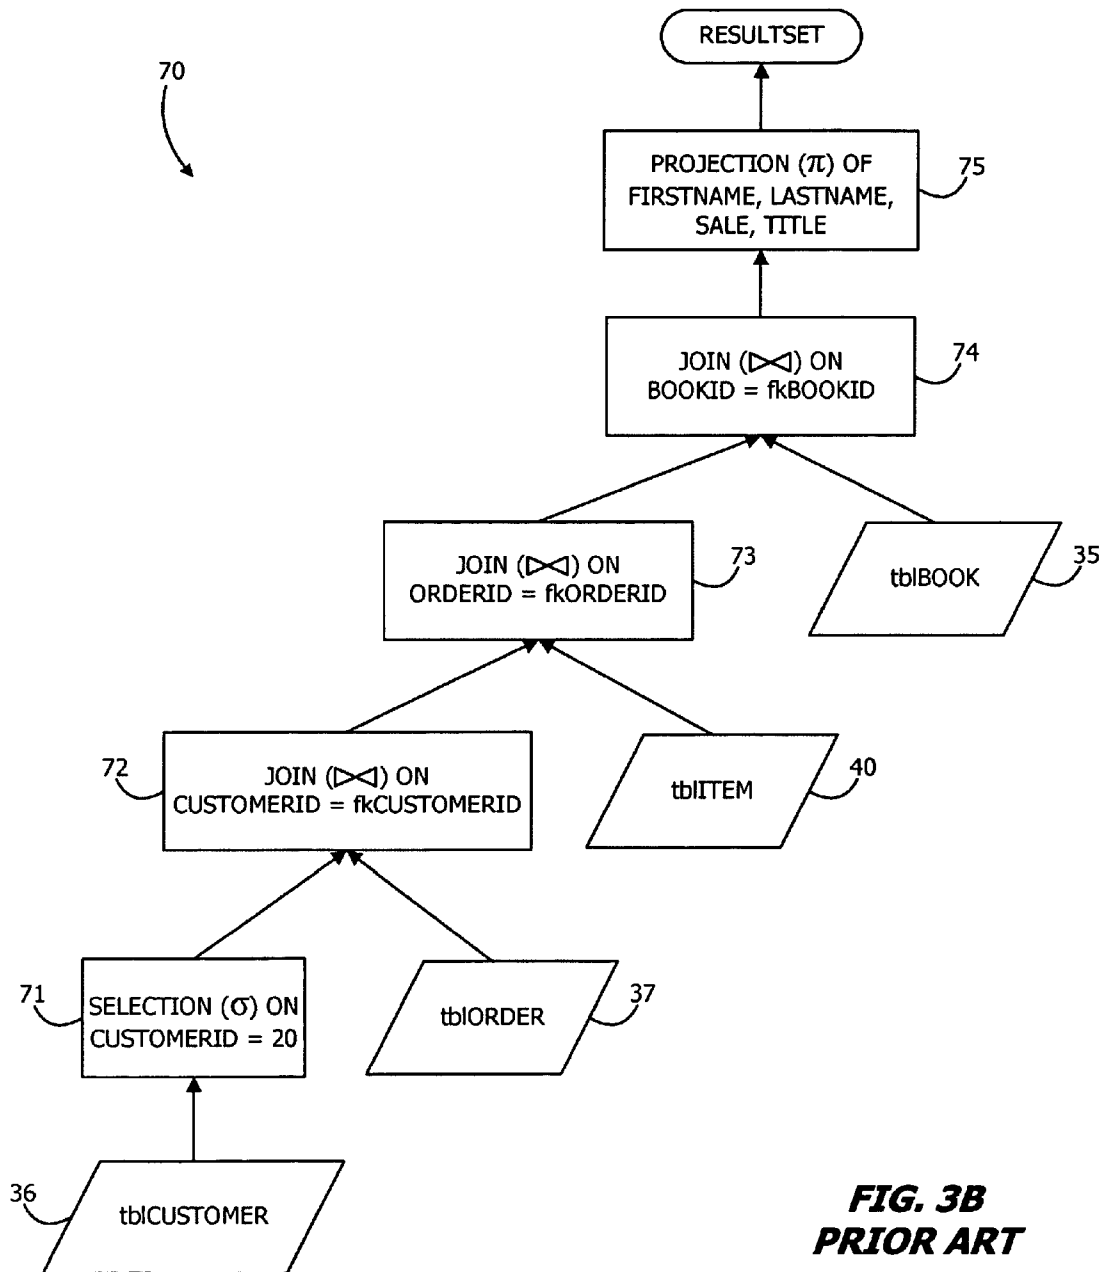 RESULTSET
70
PROJECTION (π) OF
FIRSTNAME, LASTNAME,
SALE, TITLE
75
JOIN (▷◁) ON
BOOKID = fkBOOKID
74
JOIN (▷◁) ON
ORDERID = fkORDERID
73
tblBOOK
35
72
JOIN (▷◁) ON
CUSTOMERID = fkCUSTOMERID
tblITEM
40
71
SELECTION (σ) ON
CUSTOMERID = 20
tblORDER
37
36
tblCUSTOMER
FIG. 3B
PRIOR ART